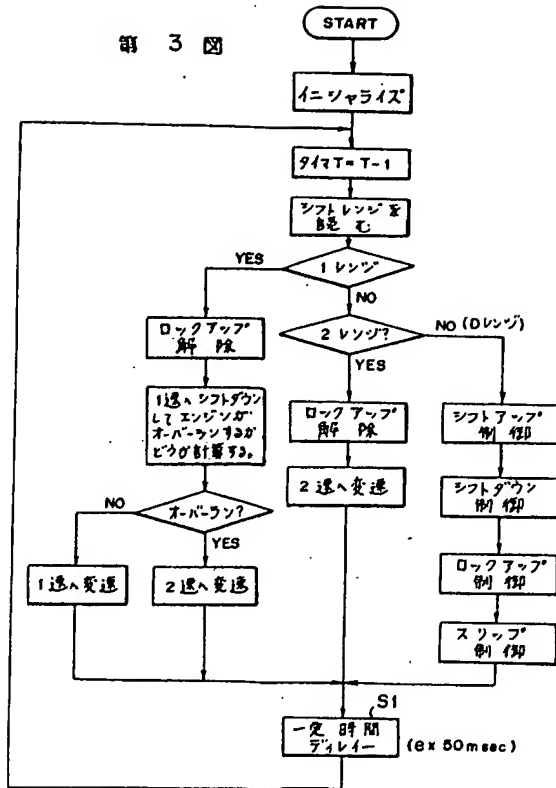 第 3 図
START
イニシャライズ
タイマT=T-1
シフトレンジを
読む
1 レンジ
YES
NO
2 レンジ?
NO (Dレンジ)
YES
ロックアップ
解 除
1速へシフトダウン
してエンジンが
オーバーランするか
どうか計算する。
オーバーラン?
NO
YES
1速へ変速
2速へ変速
ロックアップ
解 除
2速へ変速
シフトアップ
制 御
シフトダウン
制 御
ロックアップ
制 御
スリップ
制 御
S1
一定 時間
ディレイー
(ex 50msec)